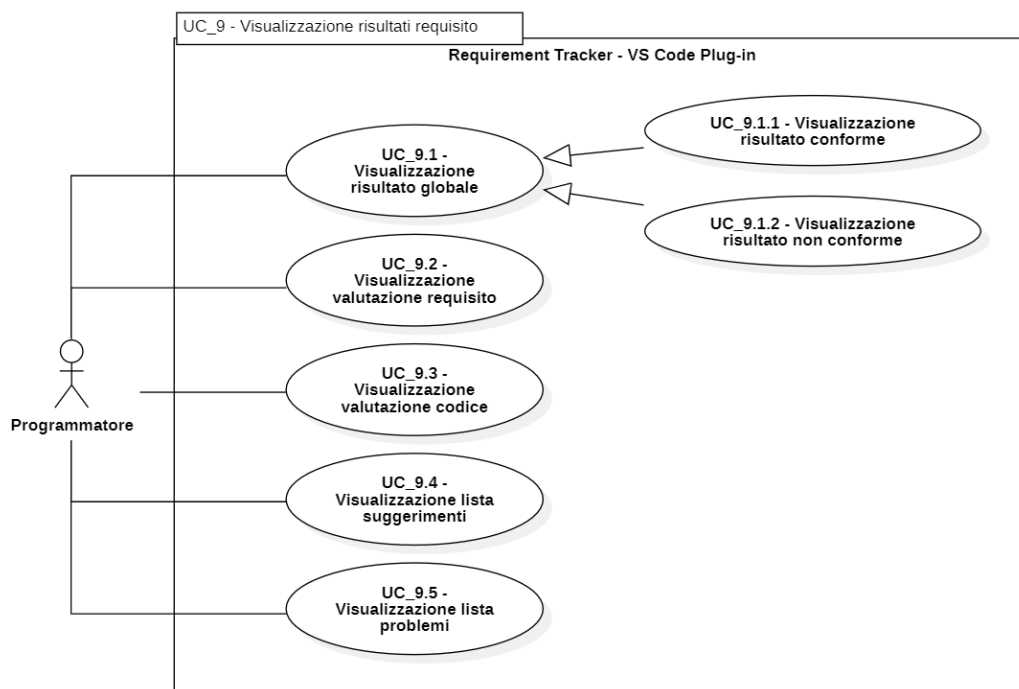 UC_9 - Visualizzazione risultati requisito
Requirement Tracker - VS Code Plug-in
UC_9.1 -
Visualizzazione
risultato globale
UC_9.1.1 - Visualizzazione
risultato conforme
UC_9.1.2 - Visualizzazione
risultato non conforme
UC_9.2 -
Visualizzazione
valutazione requisito
UC_9.3 -
Visualizzazione
valutazione codice
Programmatore
UC_9.4 -
Visualizzazione lista
suggerimenti
UC_9.5 -
Visualizzazione lista
problemi